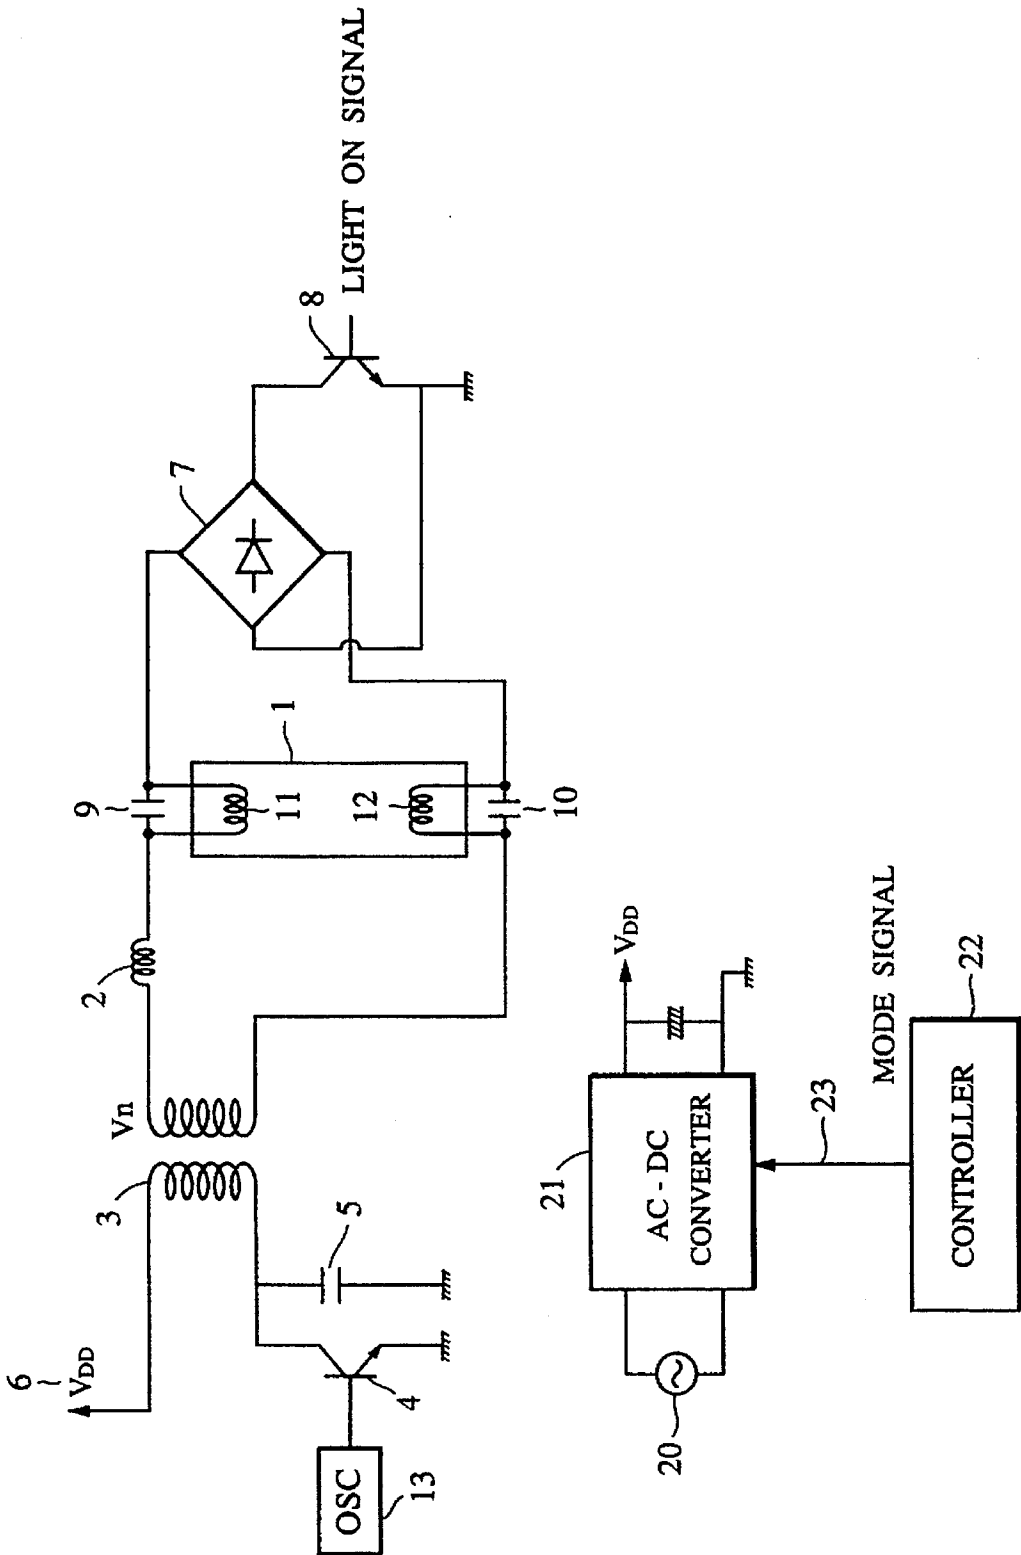 6
VDD
3
Vn
2
9
11
12
10
1
7
8
LIGHT ON SIGNAL
5
4
OSC
13
20
21
AC - DC
CONVERTER
VDD
23
MODE SIGNAL
CONTROLLER
22